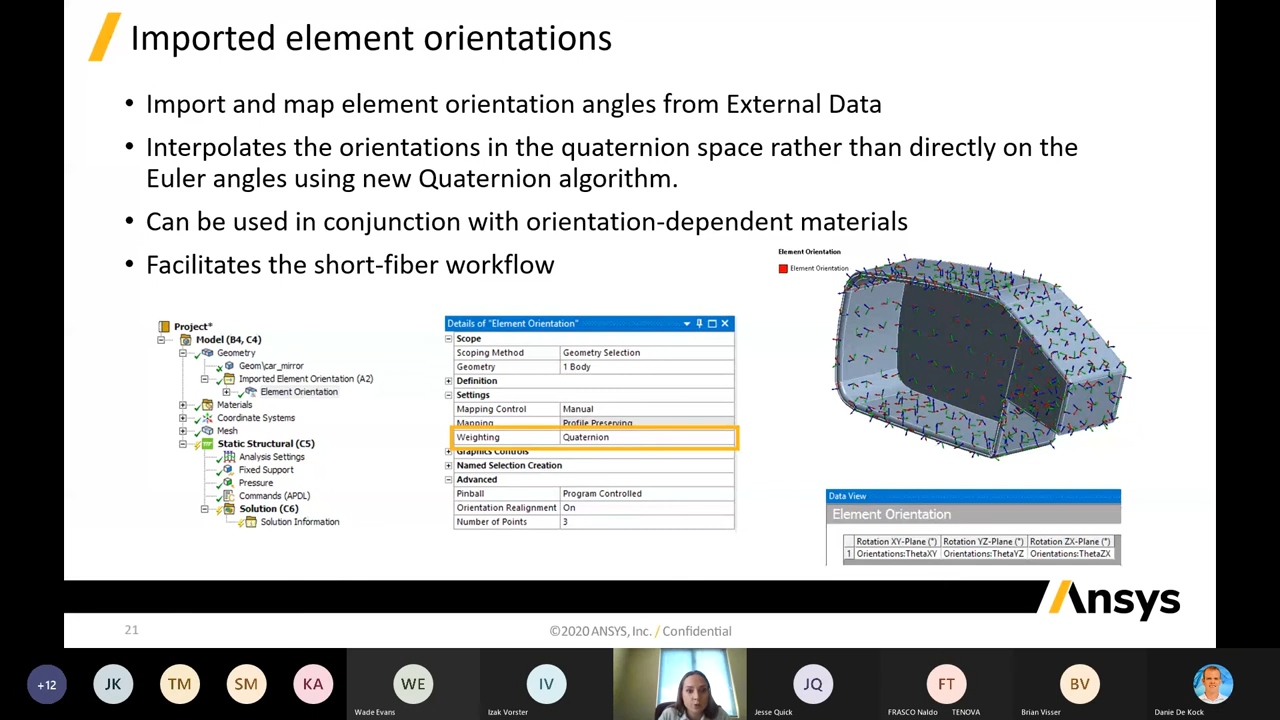 Imported element orientations
• Import and map element orientation angles from External Data
• Interpolates the orientations in the quaternion space rather than directly on the
Euler angles using new Quaternion algorithm.
• Can be used in conjunction with orientation-dependent materials
• Facilitates the short-fiber workflow
Project*
Model (B4, C4)
Geometry
Geom\car_mirror
Imported Element Orientation (A2)
Element Orientation
Materials
Coordinate Systems
Mesh
Static Structural (C5)
Analysis Settings
Fixed Support
Pressure
Commands (APDL)
Solution (C6)
Solution Information
Details of "Element Orientation"
Scope
Scoping Method Geometry Selection
Geometry 1 Body
Definition
Settings
Mapping Control Manual
Mapping Profile Preserving
Weighting Quaternion
Graphics Controls
Named Selection Creation
Advanced
Pinball Program Controlled
Orientation Realignment On
Number of Points 3
Element Orientation
Element Orientation
Data View
Element Orientation
Rotation XY-Plane (°) Rotation YZ-Plane (°) Rotation ZX-Plane (°)
1 Orientations:ThetaXY Orientations:ThetaYZ Orientations:ThetaZX
Ansys
21
©2020 ANSYS, Inc. / Confidential
+12 JK TM SM KA WE IV JQ FT BV
Wade Evans Izak Vorster Jesse Quick FRASCO Naldo TENOVA Brian Visser Danie De Kock